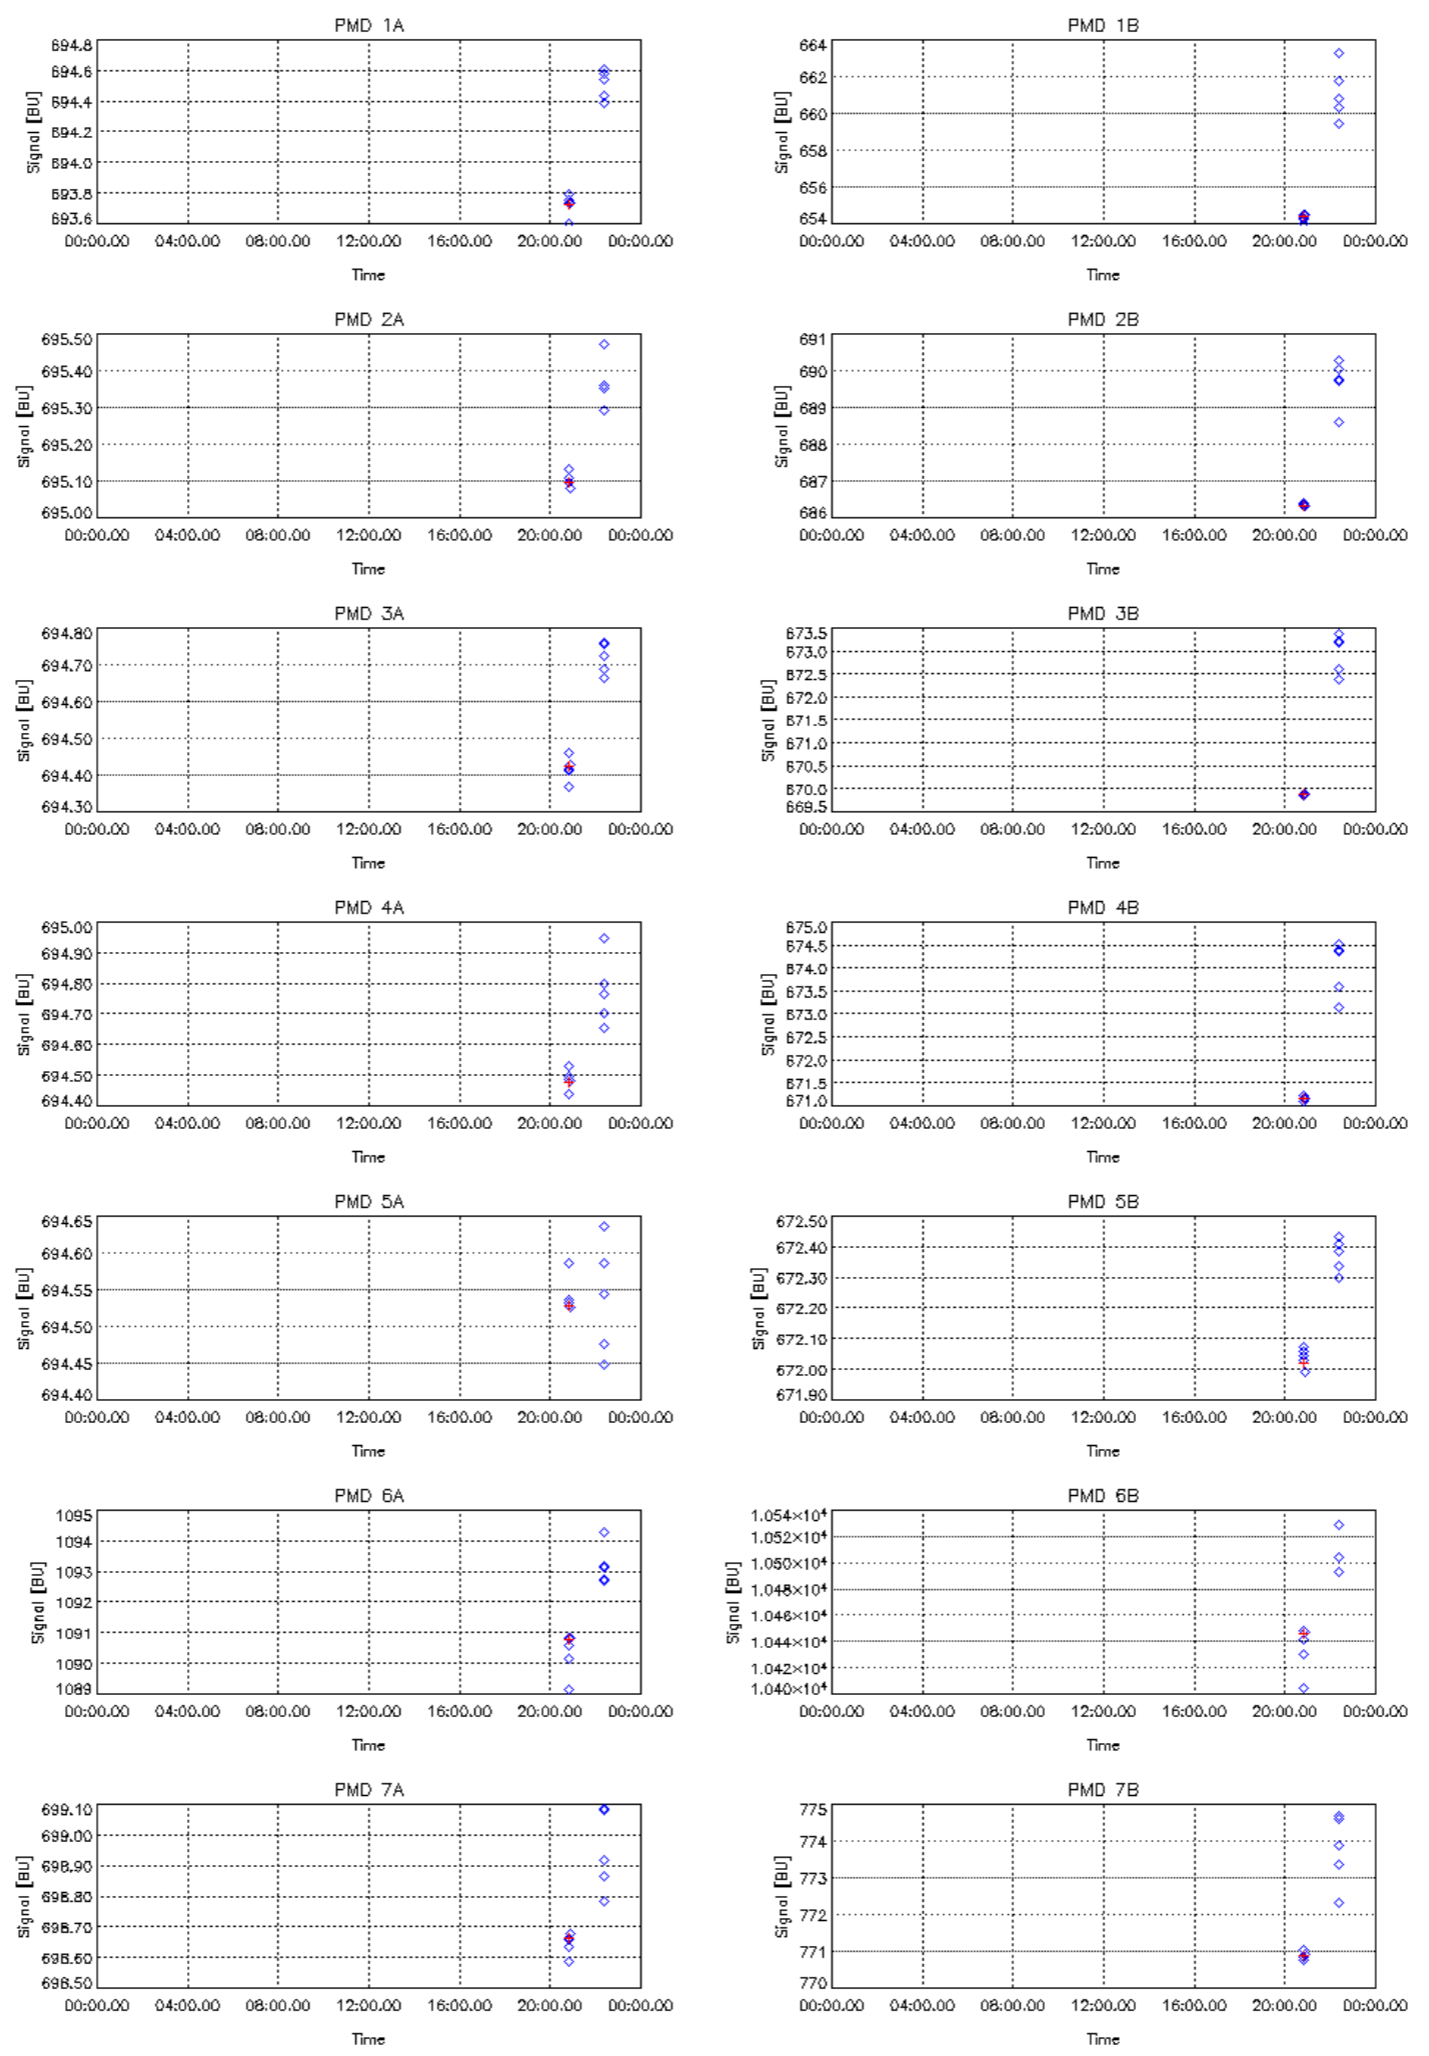 PMD 1A
694.8
694.6
694.4
694.2
694.0
693.8
693.6
Signal [BU]
00:00.00 04:00.00 08:00.00 12:00.00 16:00.00 20:00.00 00:00.00
Time
PMD 1B
664
662
660
658
656
654
Signal [BU]
00:00.00 04:00.00 08:00.00 12:00.00 16:00.00 20:00.00 00:00.00
Time
PMD 2A
695.50
695.40
695.30
695.20
695.10
695.00
Signal [BU]
00:00.00 04:00.00 08:00.00 12:00.00 16:00.00 20:00.00 00:00.00
Time
PMD 2B
691
690
689
688
687
686
Signal [BU]
00:00.00 04:00.00 08:00.00 12:00.00 16:00.00 20:00.00 00:00.00
Time
PMD 3A
694.80
694.70
694.60
694.50
694.40
694.30
Signal [BU]
00:00.00 04:00.00 08:00.00 12:00.00 16:00.00 20:00.00 00:00.00
Time
PMD 3B
673.5
673.0
672.5
672.0
671.5
671.0
670.5
670.0
669.5
Signal [BU]
00:00.00 04:00.00 08:00.00 12:00.00 16:00.00 20:00.00 00:00.00
Time
PMD 4A
695.00
694.90
694.80
694.70
694.60
694.50
694.40
Signal [BU]
00:00.00 04:00.00 08:00.00 12:00.00 16:00.00 20:00.00 00:00.00
Time
PMD 4B
675.0
674.5
674.0
673.5
673.0
672.5
672.0
671.5
671.0
Signal [BU]
00:00.00 04:00.00 08:00.00 12:00.00 16:00.00 20:00.00 00:00.00
Time
PMD 5A
694.65
694.60
694.55
694.50
694.45
694.40
Signal [BU]
00:00.00 04:00.00 08:00.00 12:00.00 16:00.00 20:00.00 00:00.00
Time
PMD 5B
672.50
672.40
672.30
672.20
672.10
672.00
671.90
Signal [BU]
00:00.00 04:00.00 08:00.00 12:00.00 16:00.00 20:00.00 00:00.00
Time
PMD 6A
1095
1094
1093
1092
1091
1090
1089
Signal [BU]
00:00.00 04:00.00 08:00.00 12:00.00 16:00.00 20:00.00 00:00.00
Time
PMD 6B
1.054×10⁴
1.052×10⁴
1.050×10⁴
1.048×10⁴
1.046×10⁴
1.044×10⁴
1.042×10⁴
1.040×10⁴
Signal [BU]
00:00.00 04:00.00 08:00.00 12:00.00 16:00.00 20:00.00 00:00.00
Time
PMD 7A
699.10
699.00
698.90
698.80
698.70
698.60
698.50
Signal [BU]
00:00.00 04:00.00 08:00.00 12:00.00 16:00.00 20:00.00 00:00.00
Time
PMD 7B
775
774
773
772
771
770
Signal [BU]
00:00.00 04:00.00 08:00.00 12:00.00 16:00.00 20:00.00 00:00.00
Time